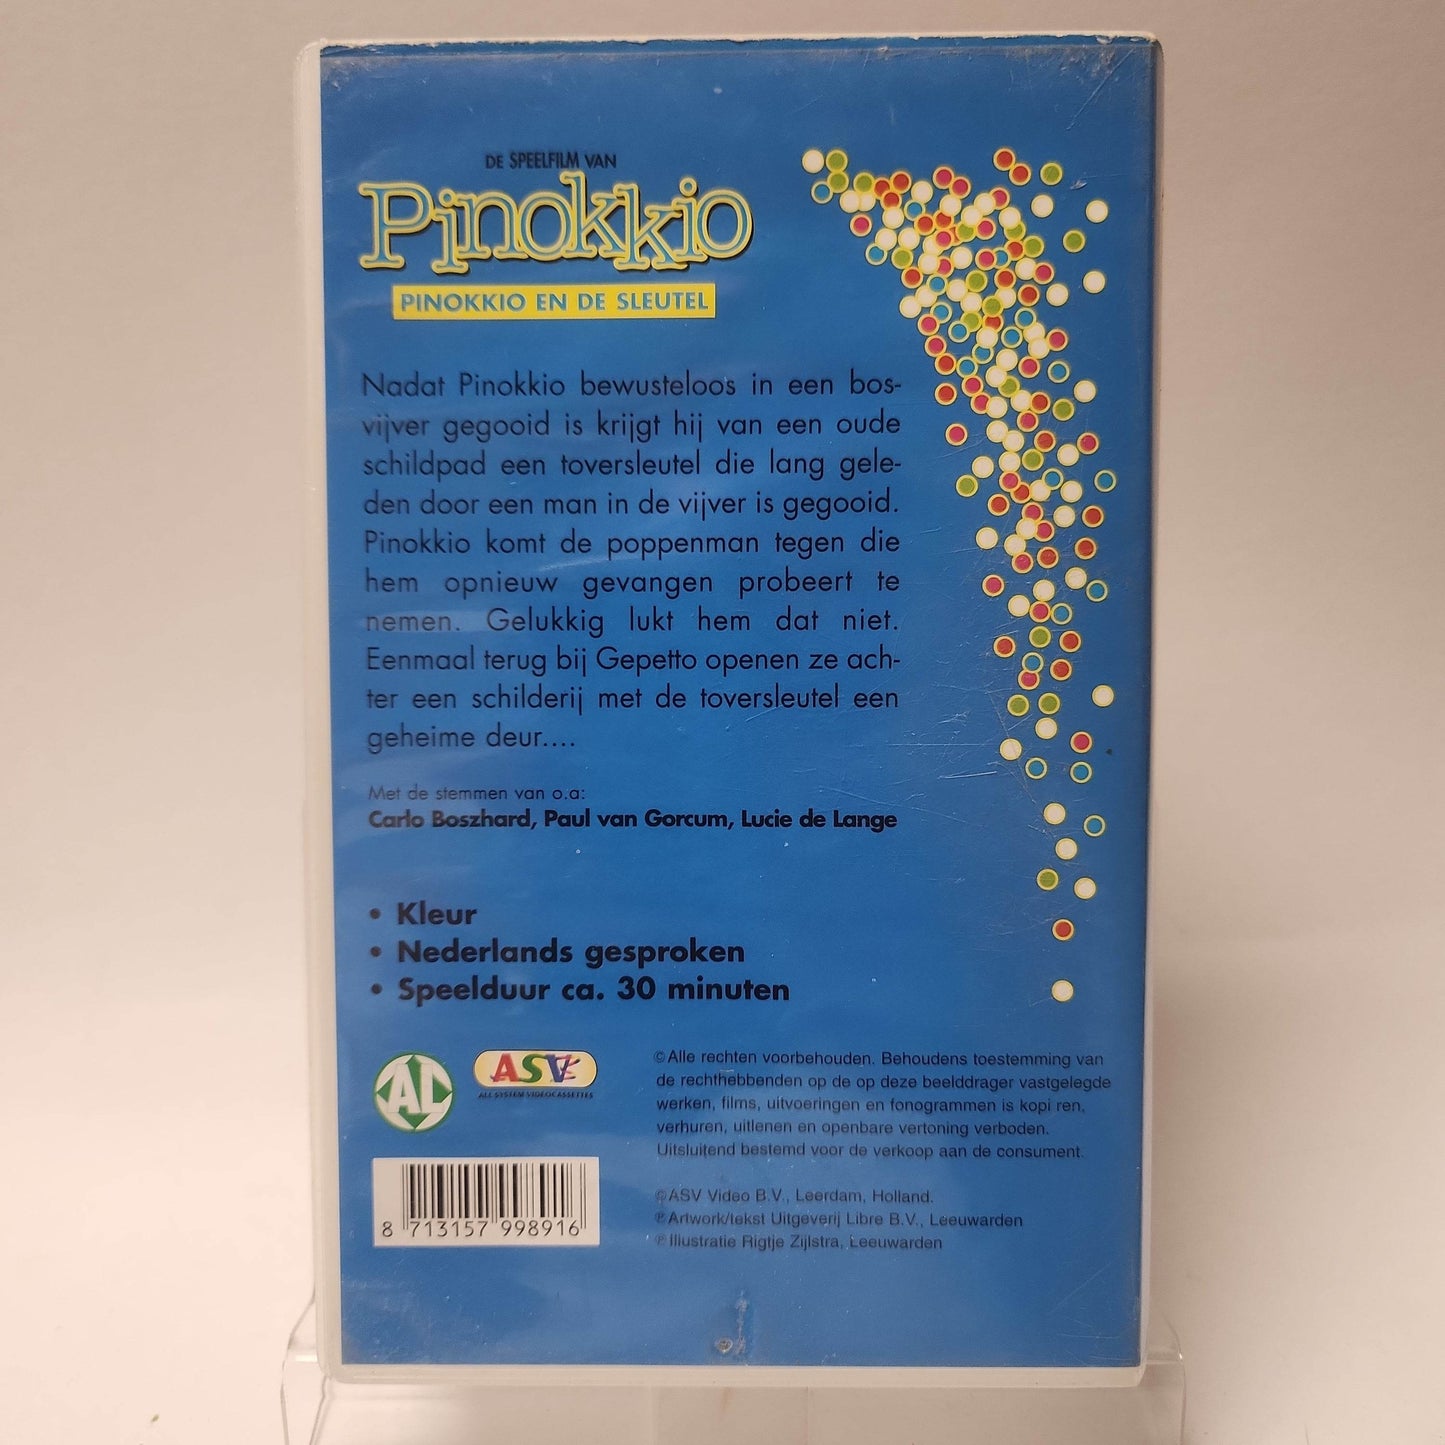 DE SPEELFILM VAN
Pinokkio
PINOKKIO EN DE SLEUTEL
Nadat Pinokkio bewusteloos in een bos-
vijver gegooid is krijgt hij van een oude
schildpad een toversleutel die lang gele-
den door een man in de vijver is gegooid.
Pinokkio komt de poppenman tegen die
hem opnieuw gevangen probeert te
nemen. Gelukkig lukt hem dat niet.
Eenmaal terug bij Gepetto openen ze ach-
ter een schilderij met de toversleutel een
geheime deur....
Met de stemmen van o.a:
Carlo Boszhard, Paul van Gorcum, Lucie de Lange
• Kleur
• Nederlands gesproken
• Speelduur ca. 30 minuten
AL
ASV
ALL SYSTEM VIDEOCASSETTES
©Alle rechten voorbehouden. Behoudens toestemming van
de rechthebbenden op de op deze beelddrager vastgelegde
werken, films, uitvoeringen en fonogrammen is kopi ren,
verhuren, uitlenen en openbare vertoning verboden.
Uitsluitend bestemd voor de verkoop aan de consument.
©ASV Video B.V., Leerdam, Holland.
℗Artwork/tekst Uitgeverij Libre B.V., Leeuwarden
℗Illustratie Rigtje Zijlstra, Leeuwarden
8 713157 998916